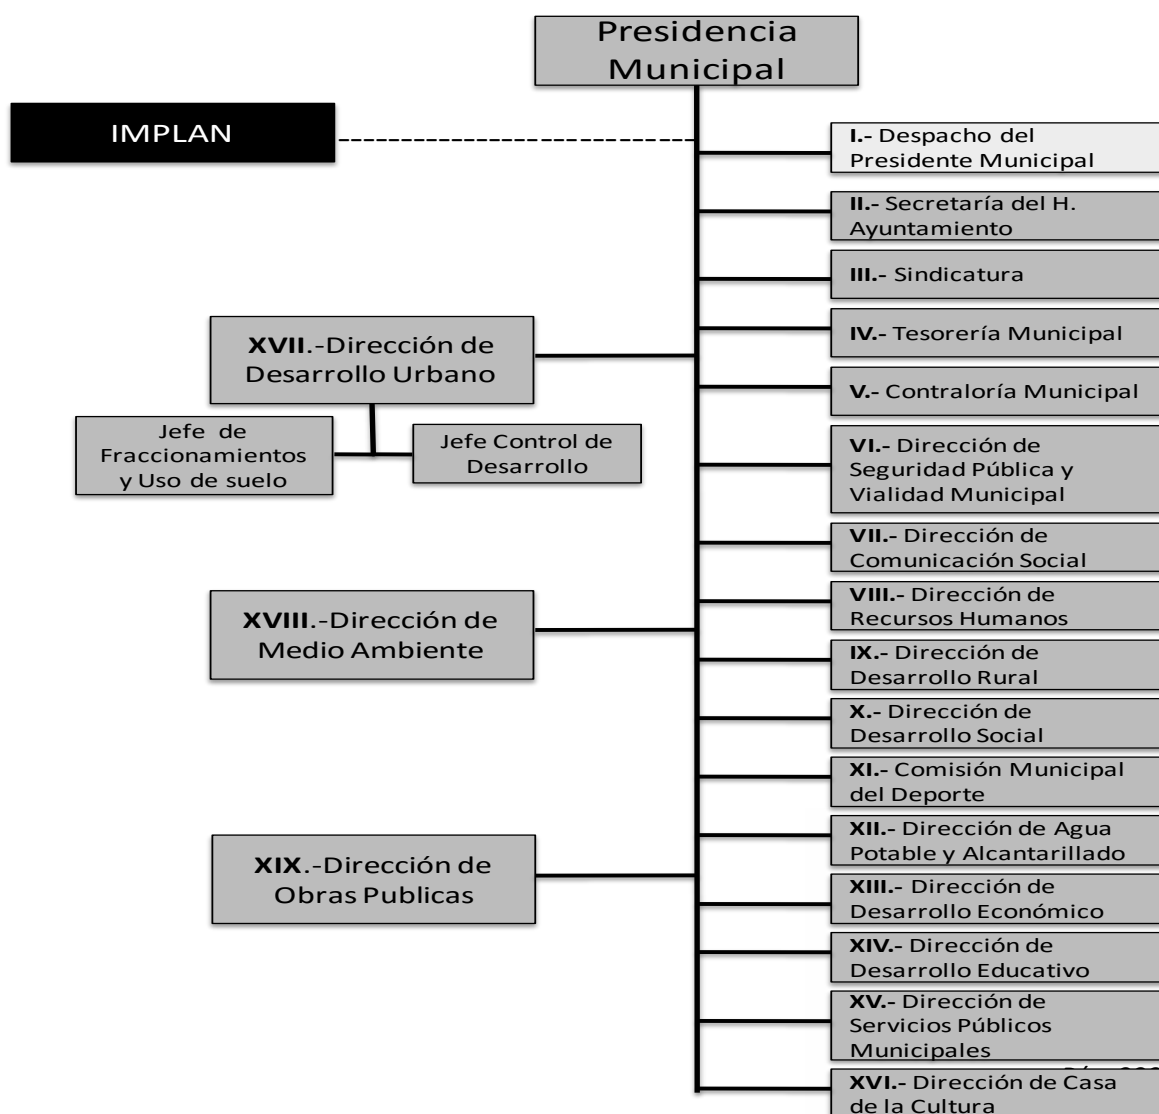 Presidencia
Municipal
IMPLAN
I.- Despacho del
Presidente Municipal
II.- Secretaría del H.
Ayuntamiento
III.- Sindicatura
IV.- Tesorería Municipal
V.- Contraloría Municipal
VI.- Dirección de
Seguridad Pública y
Vialidad Municipal
VII.- Dirección de
Comunicación Social
VIII.- Dirección de
Recursos Humanos
IX.- Dirección de
Desarrollo Rural
X.- Dirección de
Desarrollo Social
XI.- Comisión Municipal
del Deporte
XII.- Dirección de Agua
Potable y Alcantarillado
XIII.- Dirección de
Desarrollo Económico
XIV.- Dirección de
Desarrollo Educativo
XV.- Dirección de
Servicios Públicos
Municipales
XVI.- Dirección de Casa
de la Cultura
XVII.-Dirección de
Desarrollo Urbano
Jefe de
Fraccionamientos
y Uso de suelo
Jefe Control de
Desarrollo
XVIII.-Dirección de
Medio Ambiente
XIX.-Dirección de
Obras Publicas